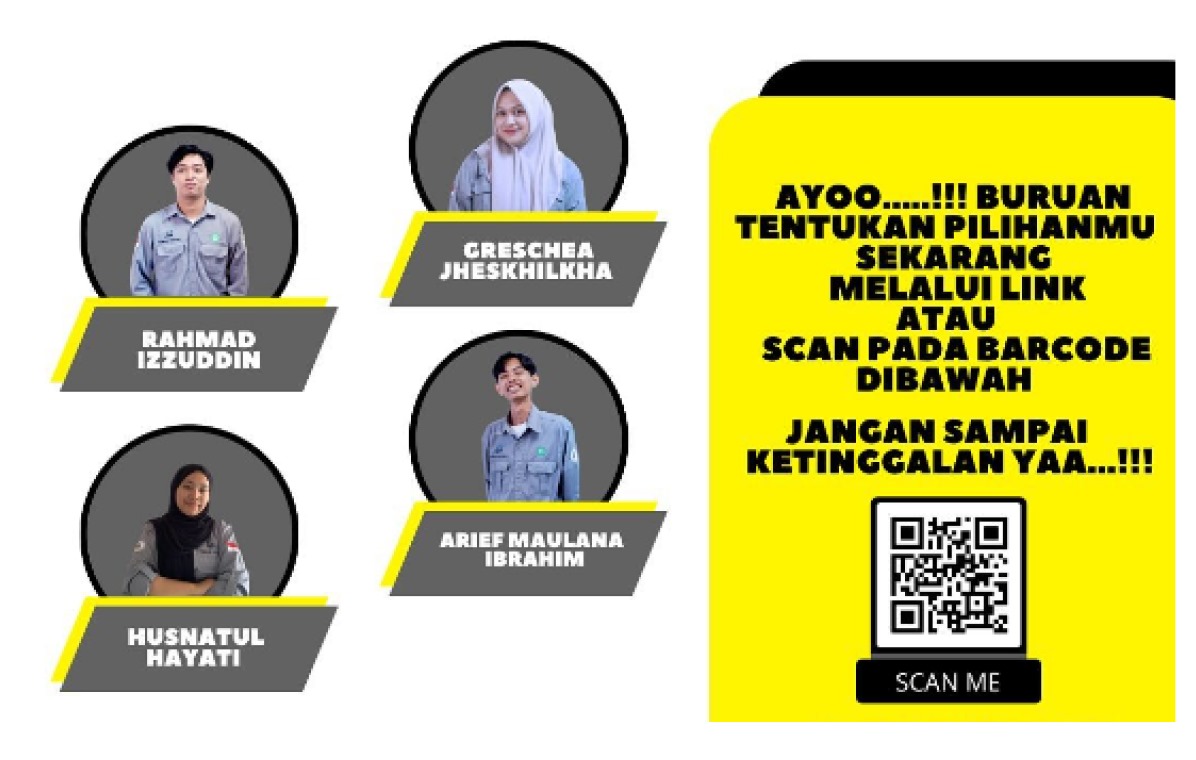 RAHMAD
IZZUDDIN
GRESCHEA
JHESKHILKHA
HUSNATUL
HAYATI
ARIEF MAULANA
IBRAHIM
AYOO.....!!! BURUAN
TENTUKAN PILIHANMU
SEKARANG
MELALUI LINK
ATAU
SCAN PADA BARCODE
DIBAWAH
JANGAN SAMPAI
KETINGGALAN YAA...!!!
SCAN ME